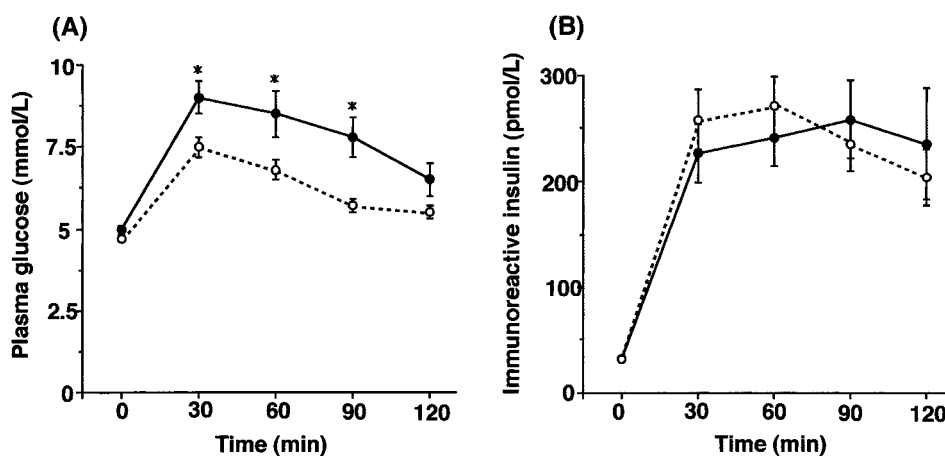 (A)
Plasma glucose (mmol/L)
10
7.5
5
2.5
0
* * *
0 30 60 90 120
Time (min)
(B)
Immunoreactive insulin (pmol/L)
300
200
100
0
0 30 60 90 120
Time (min)